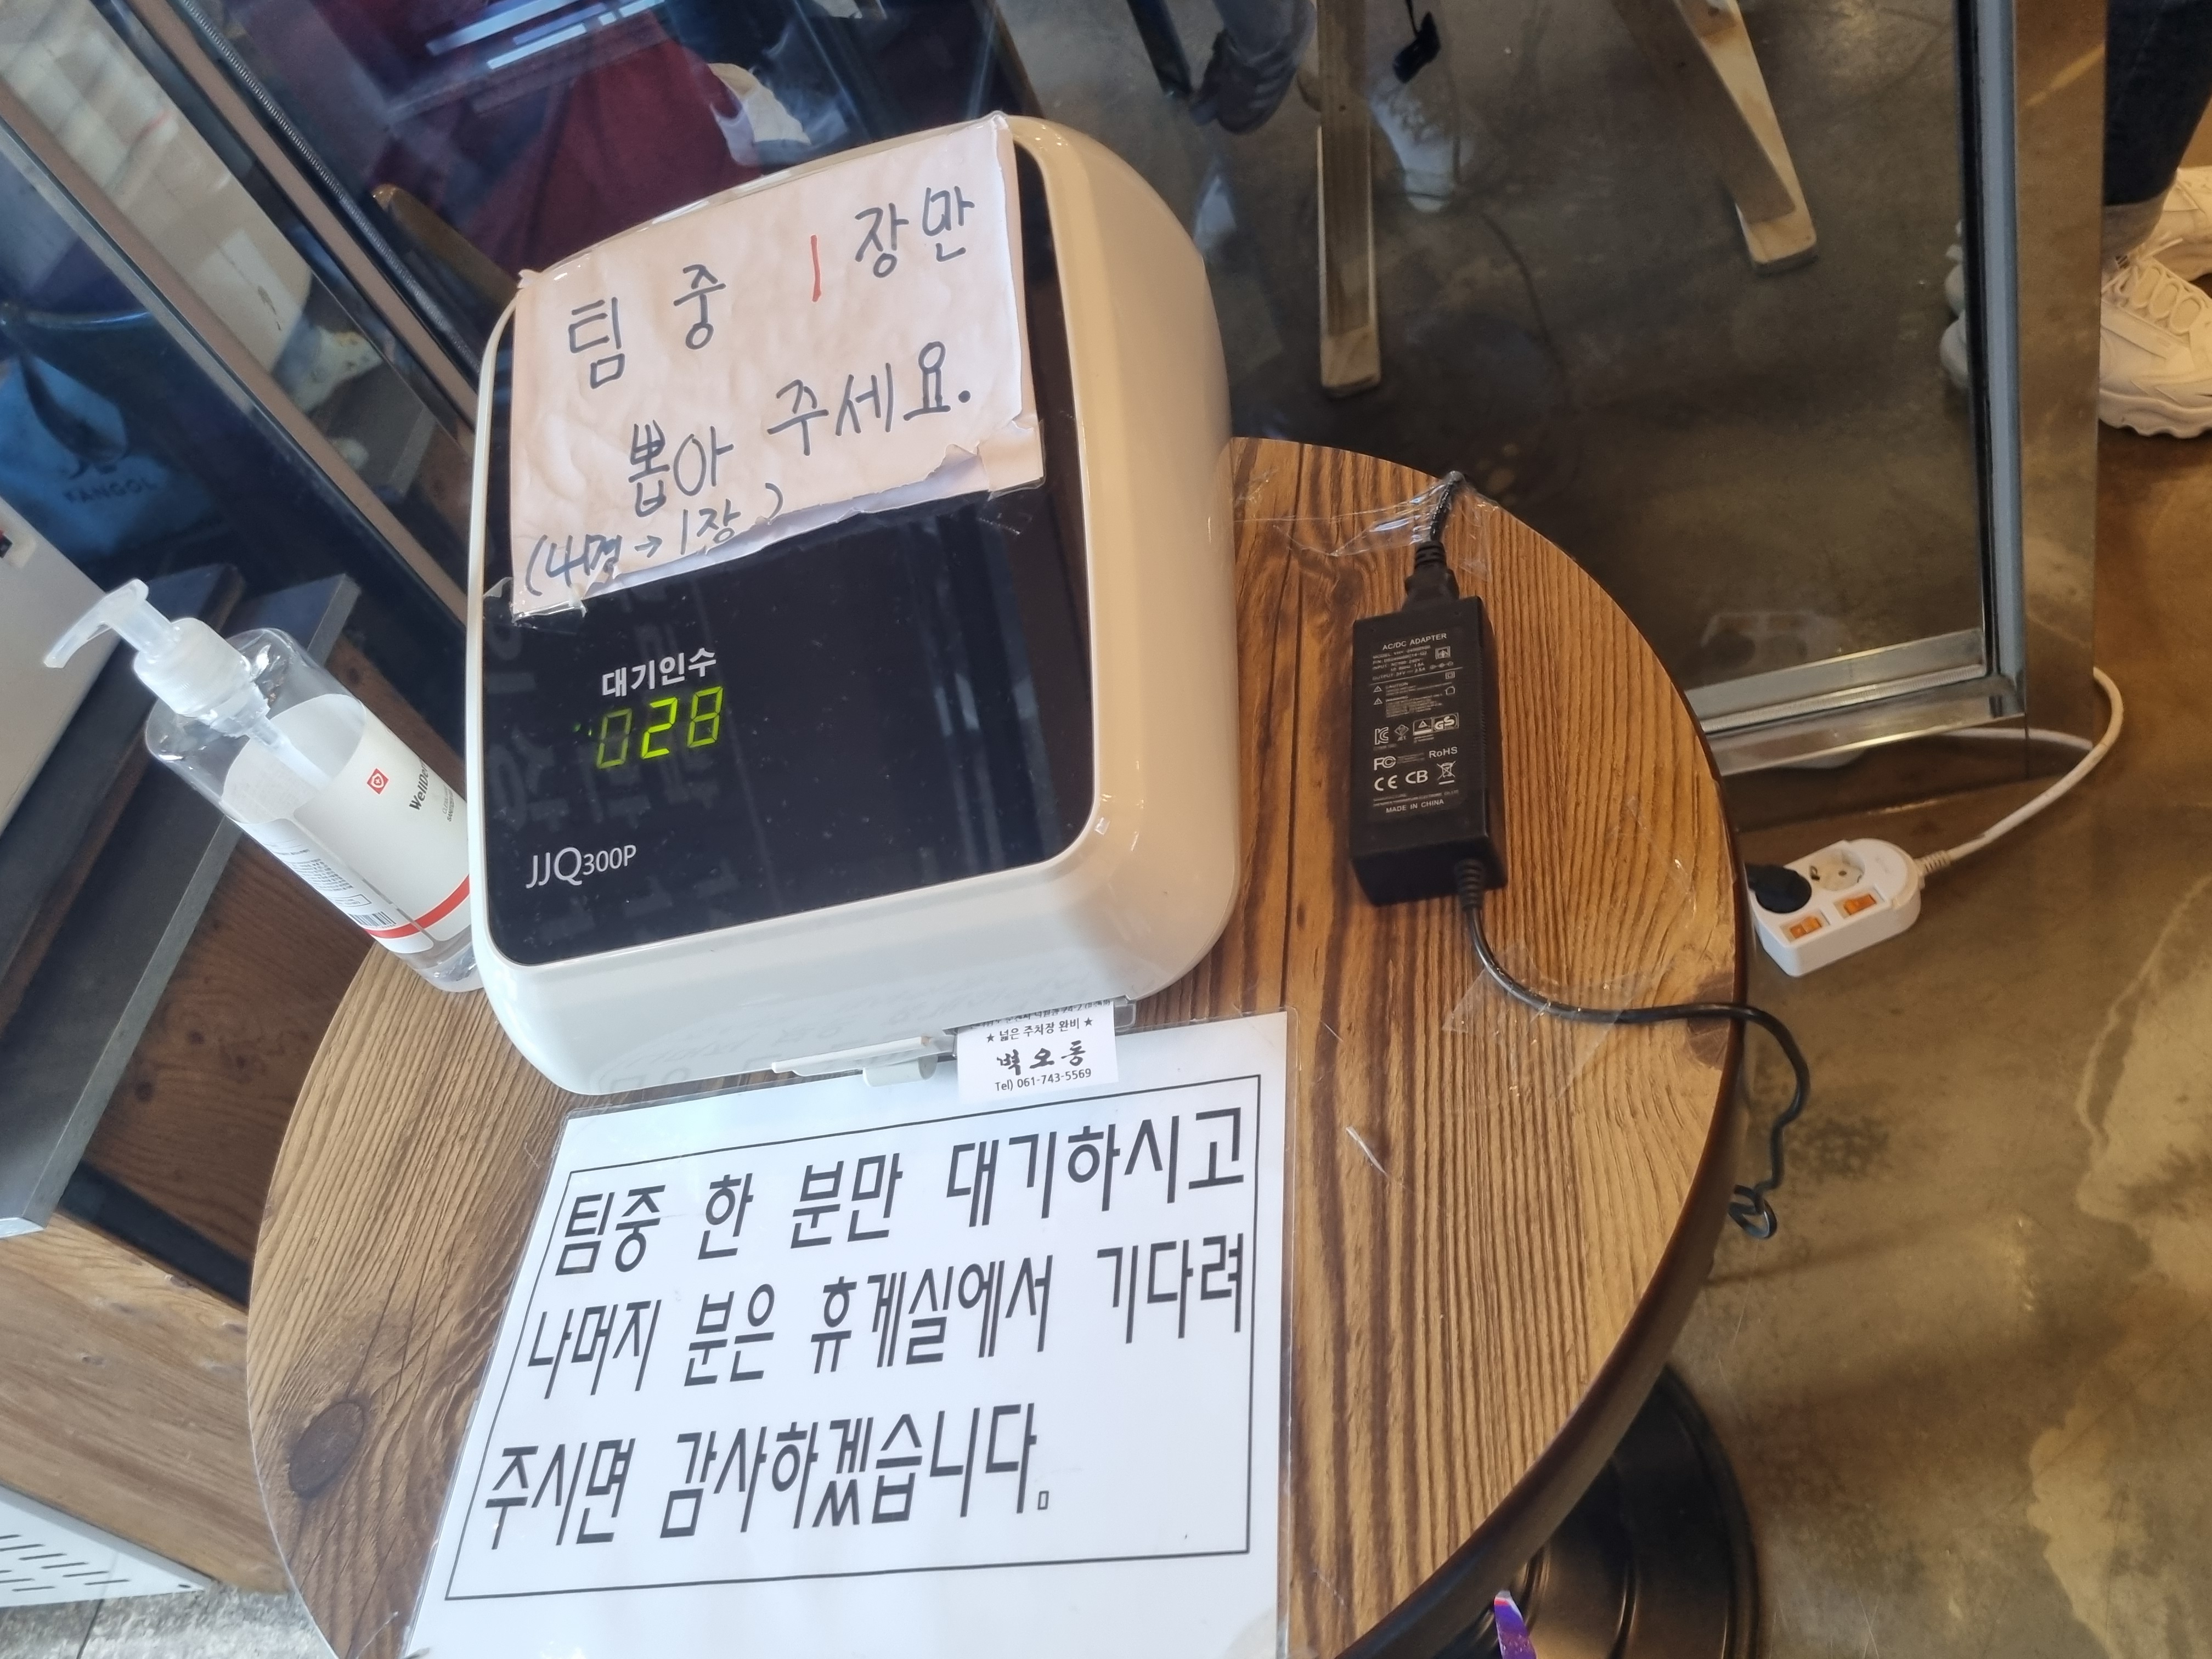 팀 중 1 장만
뽑아 주세요.
(4명→1장)
대기인수
028
JJQ300P
★ 넓은 주차장 완비 ★
벽오동
Tel) 061-743-5569
팀중 한 분만 대기하시고
나머지 분은 휴게실에서 기다려
주시면 감사하겠습니다.
AC/DC ADAPTER
RoHS
FC
CE CB
MADE IN CHINA
KANGOL